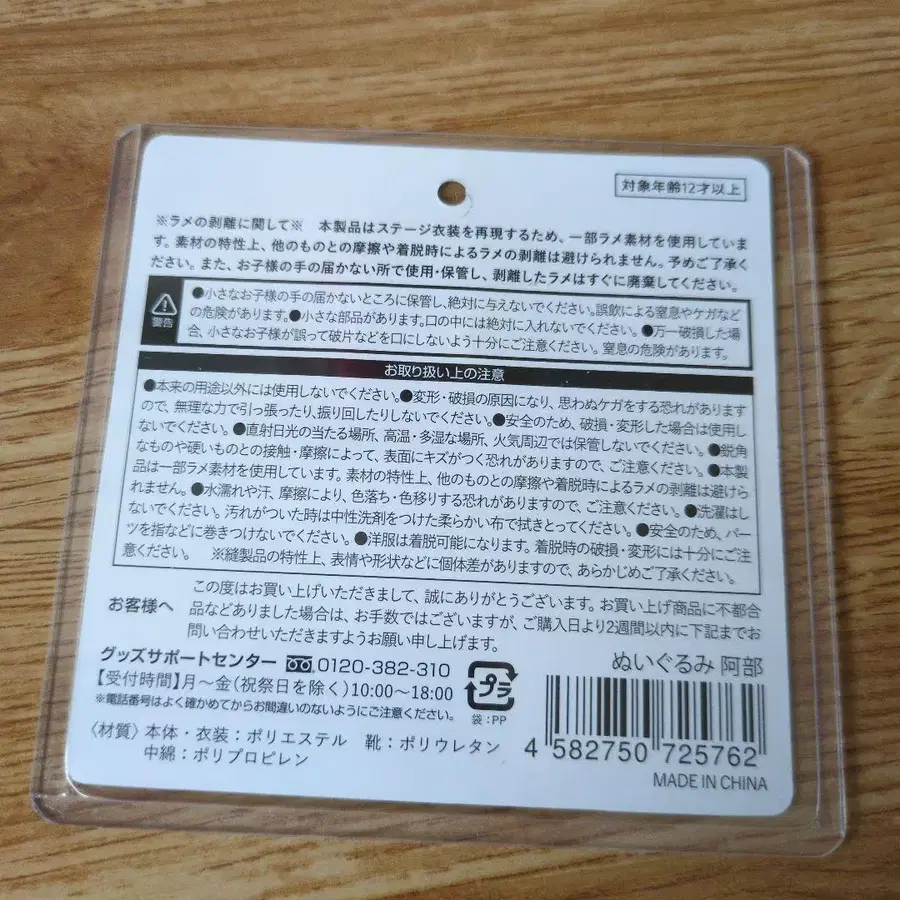 対象年齢12才以上
※ラメの剥離に関して※　本製品はステージ衣装を再現するため、一部ラメ素材を使用していま
す。素材の特性上、他のものとの摩擦や着脱時によるラメの剥離は避けられません。予めご了承く
ださい。また、お子様の手の届かない所で使用・保管し、剥離したラメはすぐに廃棄してください。
警告
●小さなお子様の手の届かないところに保管し、絶対に与えないでください。誤飲による窒息やケガなど
の危険があります。●小さな部品があります。口の中には絶対に入れないでください。●万一破損した場
合、小さなお子様が誤って破片などを口にしないよう十分にご注意ください。窒息の危険があります。
お取り扱い上の注意
●本来の用途以外には使用しないでください。●変形・破損の原因になり、思わぬケガをする恐れがあります
ので、無理な力で引っ張ったり、振り回したりしないでください。●安全のため、破損・変形した場合は使用し
ないでください。●直射日光の当たる場所、高温・多湿な場所、火気周辺では保管しないでください。●鋭角
なものや硬いものとの接触・摩擦によって、表面にキズがつく恐れがありますので、ご注意ください。●本製
品は一部ラメ素材を使用しています。素材の特性上、他のものとの摩擦や着脱時によるラメの剥離は避けら
れません。●水濡れや汗、摩擦により、色落ち・色移りする恐れがありますので、ご注意ください。●洗濯はし
ないでください。汚れがついた時は中性洗剤をつけた柔らかい布で拭きとってください。●安全のため、パー
ツを指などに巻きつけないでください。●洋服は着脱可能になります。着脱時の破損・変形には十分にご注
意ください。　※縫製品の特性上、表情や形状などに個体差がありますので、あらかじめご了承ください。
お客様へ
この度はお買い上げいただきまして、誠にありがとうございます。お買い上げ商品に不都合
品などありました場合は、お手数ではございますが、ご購入日より2週間以内に下記までお
問い合わせいただきますようお願い申し上げます。
グッズサポートセンター 0120-382-310
【受付時間】月〜金(祝祭日を除く)10:00〜18:00
※電話番号はよく確かめてからお間違いのないようにご注意ください。
〈材質〉本体・衣装：ポリエステル　靴：ポリウレタン
中綿：ポリプロピレン
プラ
袋：PP
ぬいぐるみ 阿部
4 582750 725762
MADE IN CHINA